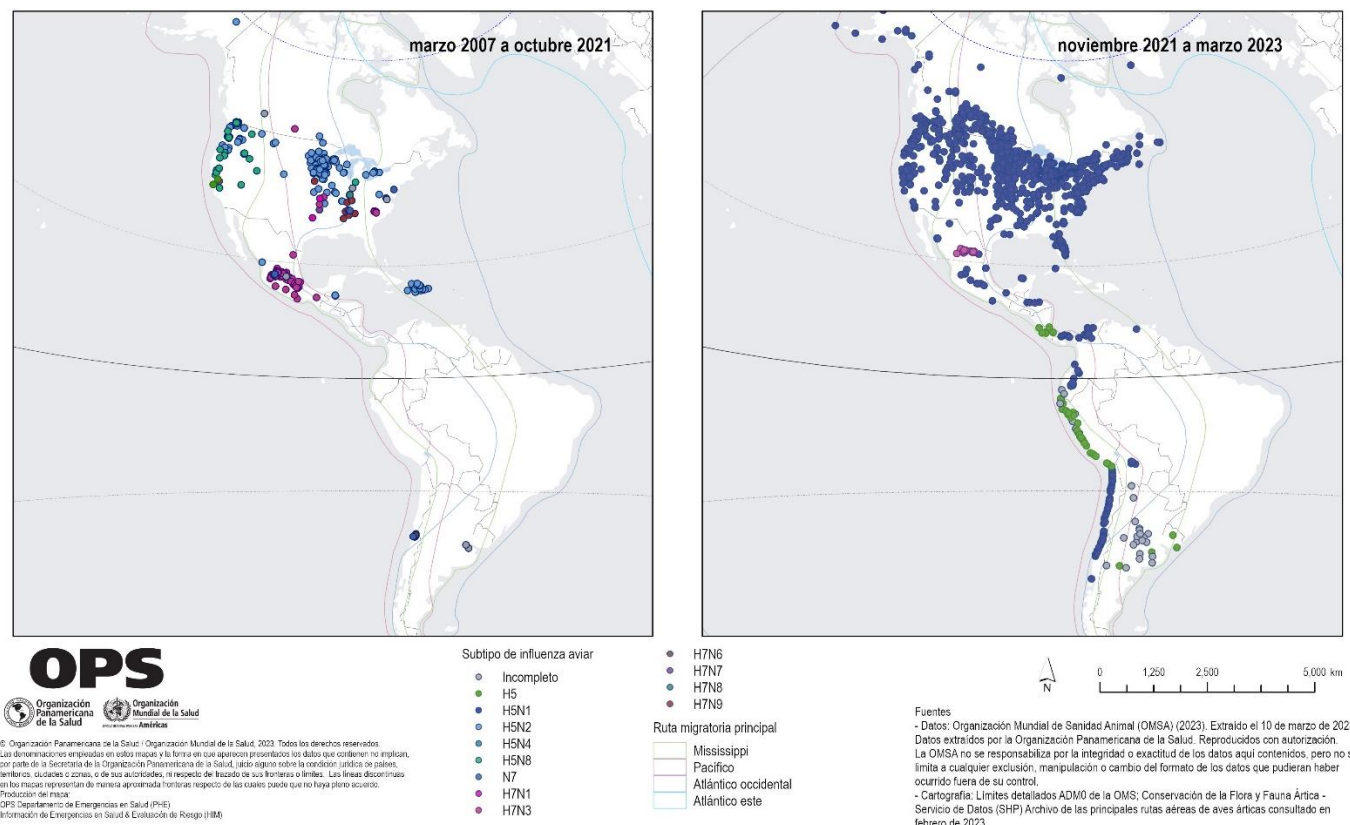 marzo 2007 a octubre 2021
noviembre 2021 a marzo 2023
OPS
Organización
Panamericana
de la Salud
Organización
Mundial de la Salud
Américas
© Organización Panamericana de la Salud / Organización Mundial de la Salud, 2023. Todos los derechos reservados.
Las denominaciones empleadas en estos mapas y la forma en que aparecen presentados los datos que contienen no implican,
por parte de la Secretaría de la Organización Panamericana de la Salud, juicio alguno sobre la condición jurídica de países,
territorios, ciudades o zonas, o de sus autoridades, ni respecto del trazado de sus fronteras o límites. Las líneas discontinuas
en los mapas representan de manera aproximada fronteras respecto de las cuales puede que no haya pleno acuerdo.
Producción del mapa:
OPS Departamento de Emergencias en Salud (PHE)
Información de Emergencias en Salud & Evaluación de Riesgo (HIM)
Subtipo de influenza aviar
Incompleto
H5
H5N1
H5N2
H5N4
H5N8
N7
H7N1
H7N3
H7N6
H7N7
H7N8
H7N9
Ruta migratoria principal
Mississippi
Pacifico
Atlántico occidental
Atlántico este
N
0 1,250 2,500 5,000 km
Fuentes
- Datos: Organización Mundial de Sanidad Animal (OMSA) (2023). Extraído el 10 de marzo de 202
Datos extraídos por la Organización Panamericana de la Salud. Reproducidos con autorización.
La OMSA no se responsabiliza por la integridad o exactitud de los datos aquí contenidos, pero no s
limita a cualquier exclusión, manipulación o cambio del formato de los datos que pudieran haber
ocurrido fuera de su control.
- Cartografía: Límites detallados ADM0 de la OMS; Conservación de la Flora y Fauna Ártica -
Servicio de Datos (SHP) Archivo de las principales rutas aéreas de aves árticas consultado en
febrero de 2023.